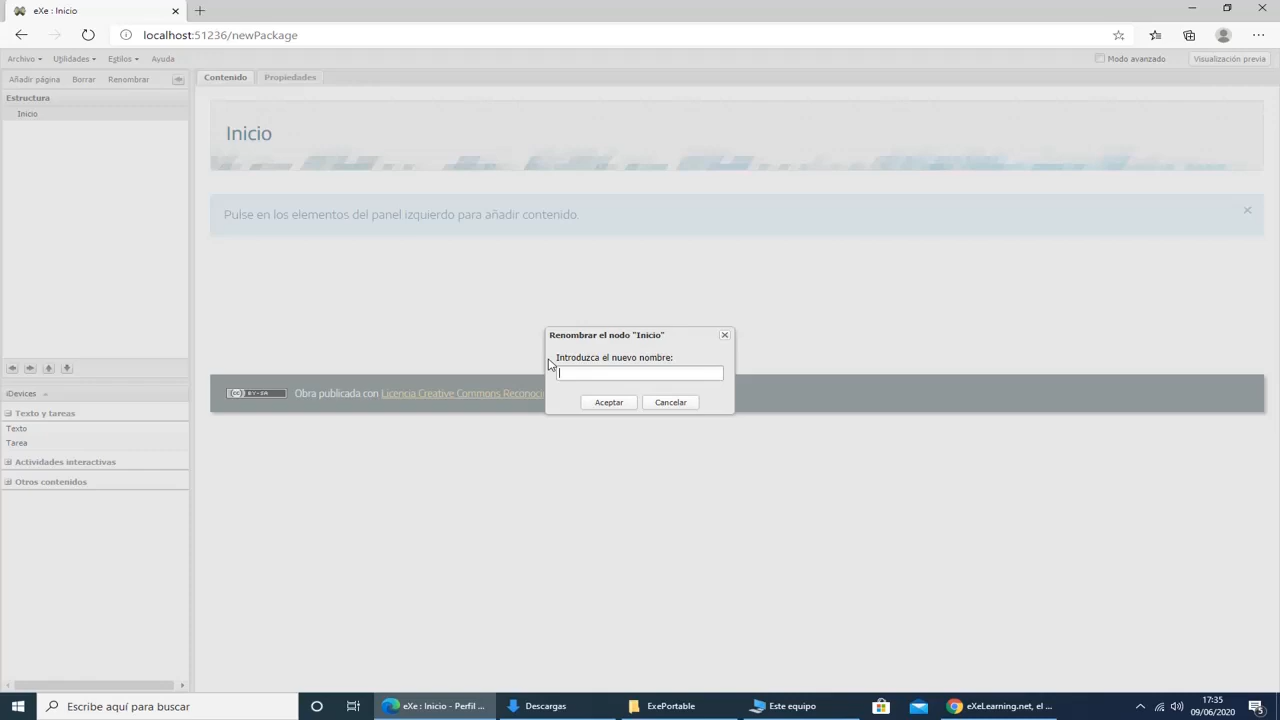 eXe : Inicio
localhost:51236/newPackage
Archivo Utilidades Estilos Ayuda
Modo avanzado Visualización previa
Añadir página Borrar Renombrar
Contenido Propiedades
Estructura
Inicio
Inicio
Pulse en los elementos del panel izquierdo para añadir contenido.
Renombrar el nodo "Inicio"
Introduzca el nuevo nombre:
Aceptar Cancelar
iDevices
Texto y tareas
Texto
Tarea
Actividades interactivas
Otros contenidos
BY-SA Obra publicada con Licencia Creative Commons
Escribe aquí para buscar
eXe : Inicio - Perfil ...
Descargas
ExePortable
Este equipo
eXeLearning.net, el ...
17:35
09/06/2020